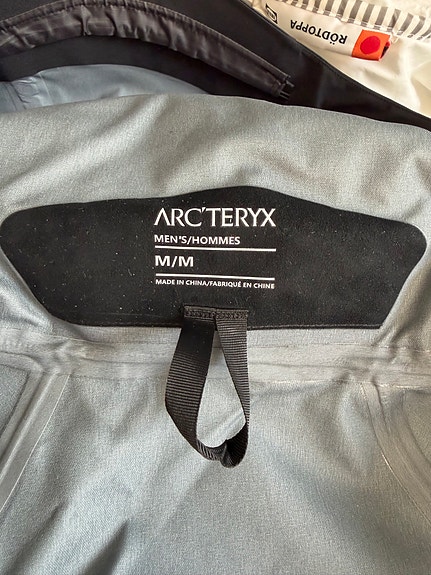 RÖDTOPPA
ARC'TERYX
MEN'S/HOMMES
M/M
MADE IN CHINA/FABRIQUÉ EN CHINE